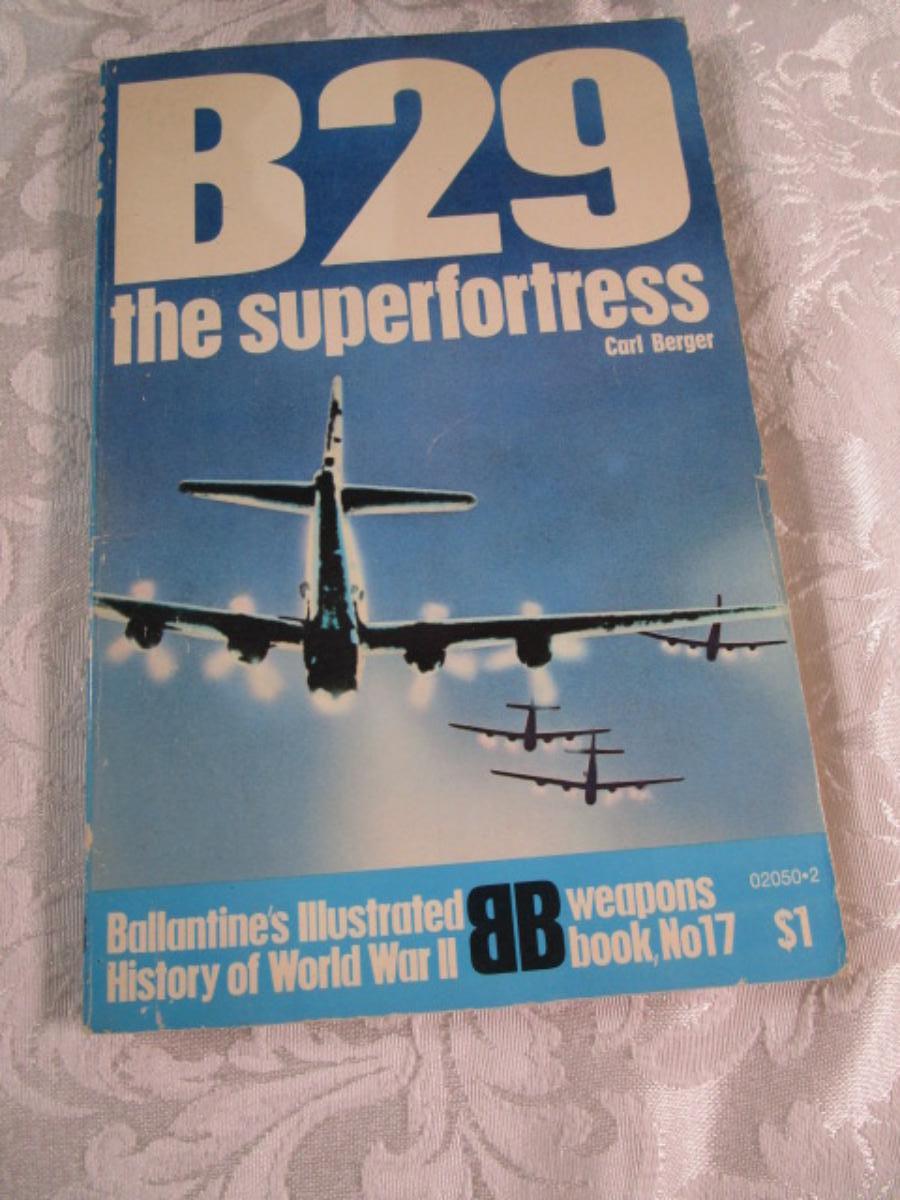 B29
the superfortress
Carl Berger
Ballantine's Illustrated
History of World War II
BB
weapons
book, No17
02050•2
$1